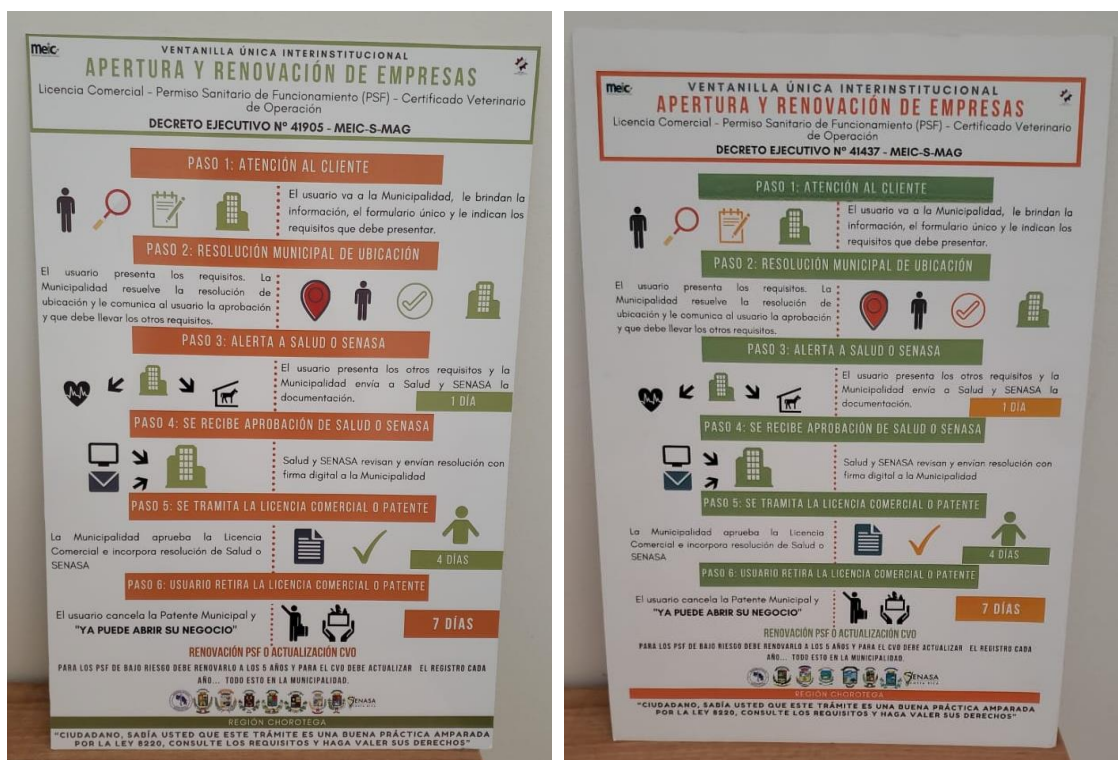 meic
VENTANILLA ÚNICA INTERINSTITUCIONAL
APERTURA Y RENOVACIÓN DE EMPRESAS
Licencia Comercial - Permiso Sanitario de Funcionamiento (PSF) - Certificado Veterinario
de Operación
DECRETO EJECUTIVO Nº 41905 - MEIC-S-MAG
PASO 1: ATENCIÓN AL CLIENTE
El usuario va a la Municipalidad, le brindan la
información, el formulario único y le indican los
requisitos que debe presentar.
PASO 2: RESOLUCIÓN MUNICIPAL DE UBICACIÓN
El usuario presenta los requisitos. La
Municipalidad resuelve la resolución de
ubicación y le comunica al usuario la aprobación
y que debe llevar los otros requisitos.
PASO 3: ALERTA A SALUD O SENASA
El usuario presenta los otros requisitos y la
Municipalidad envía a Salud y SENASA la
documentación.
1 DÍA
PASO 4: SE RECIBE APROBACIÓN DE SALUD O SENASA
Salud y SENASA revisan y envían resolución con
firma digital a la Municipalidad
PASO 5: SE TRAMITA LA LICENCIA COMERCIAL O PATENTE
La Municipalidad aprueba la Licencia
Comercial e incorpora resolución de Salud o
SENASA
4 DÍAS
PASO 6: USUARIO RETIRA LA LICENCIA COMERCIAL O PATENTE
El usuario cancela la Patente Municipal y
"YA PUEDE ABRIR SU NEGOCIO"
7 DÍAS
RENOVACIÓN PSF O ACTUALIZACIÓN CVO
PARA LOS PSF DE BAJO RIESGO DEBE RENOVARLO A LOS 5 AÑOS Y PARA EL CVO DEBE ACTUALIZAR EL REGISTRO CADA
AÑO... TODO ESTO EN LA MUNICIPALIDAD.
SENASA
REGIÓN CHOROTEGA
"CIUDADANO, SABÍA USTED QUE ESTE TRÁMITE ES UNA BUENA PRÁCTICA AMPARADA
POR LA LEY 8220, CONSULTE LOS REQUISITOS Y HAGA VALER SUS DERECHOS"
meic
VENTANILLA ÚNICA INTERINSTITUCIONAL
APERTURA Y RENOVACIÓN DE EMPRESAS
Licencia Comercial - Permiso Sanitario de Funcionamiento (PSF) - Certificado Veterinario
de Operación
DECRETO EJECUTIVO Nº 41437 - MEIC-S-MAG
PASO 1: ATENCIÓN AL CLIENTE
El usuario va a la Municipalidad, le brindan la
información, el formulario único y le indican los
requisitos que debe presentar.
PASO 2: RESOLUCIÓN MUNICIPAL DE UBICACIÓN
El usuario presenta los requisitos. La
Municipalidad resuelve la resolución de
ubicación y le comunica al usuario la aprobación
y que debe llevar los otros requisitos.
PASO 3: ALERTA A SALUD O SENASA
El usuario presenta los otros requisitos y la
Municipalidad envía a Salud y SENASA la
documentación.
1 DÍA
PASO 4: SE RECIBE APROBACIÓN DE SALUD O SENASA
Salud y SENASA revisan y envían resolución con
firma digital a la Municipalidad
PASO 5: SE TRAMITA LA LICENCIA COMERCIAL O PATENTE
La Municipalidad aprueba la Licencia
Comercial e incorpora resolución de Salud o
SENASA
4 DÍAS
PASO 6: USUARIO RETIRA LA LICENCIA COMERCIAL O PATENTE
El usuario cancela la Patente Municipal y
"YA PUEDE ABRIR SU NEGOCIO"
7 DÍAS
RENOVACIÓN PSF O ACTUALIZACIÓN CVO
PARA LOS PSF DE BAJO RIESGO DEBE RENOVARLO A LOS 5 AÑOS Y PARA EL CVO DEBE ACTUALIZAR EL REGISTRO CADA
AÑO... TODO ESTO EN LA MUNICIPALIDAD.
SENASA
REGIÓN CHOROTEGA
"CIUDADANO, SABÍA USTED QUE ESTE TRÁMITE ES UNA BUENA PRÁCTICA AMPARADA
POR LA LEY 8220, CONSULTE LOS REQUISITOS Y HAGA VALER SUS DERECHOS"